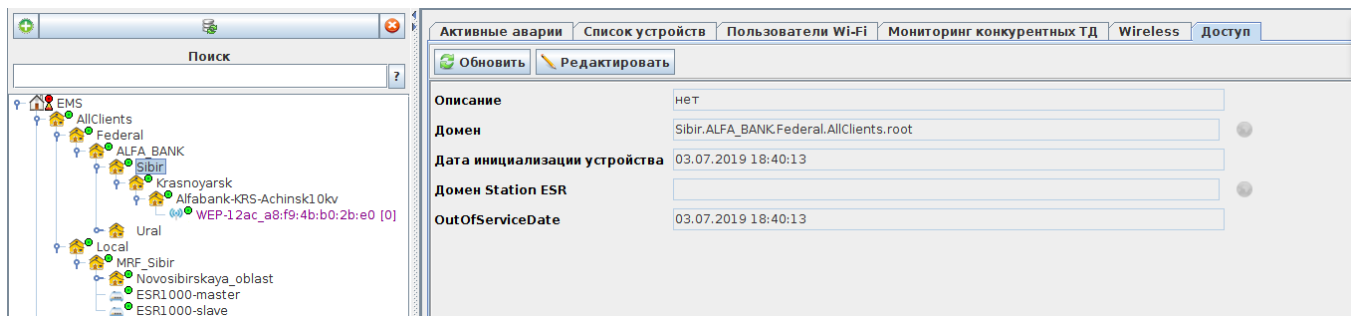 Поиск
?
EMS
AllClients
Federal
ALFA_BANK
Sibir
Krasnoyarsk
Alfabank-KRS-Achinsk10kv
WEP-12ac_a8:f9:4b:b0:2b:e0 [0]
Ural
Local
MRF_Sibir
Novosibirskaya_oblast
ESR1000-master
ESR1000-slave
Активные аварии Список устройств Пользователи Wi-Fi Мониторинг конкурентных ТД Wireless Доступ
Обновить Редактировать
Описание нет
Домен Sibir.ALFA_BANK.Federal.AllClients.root
Дата инициализации устройства 03.07.2019 18:40:13
Домен Station ESR
OutOfServiceDate 03.07.2019 18:40:13